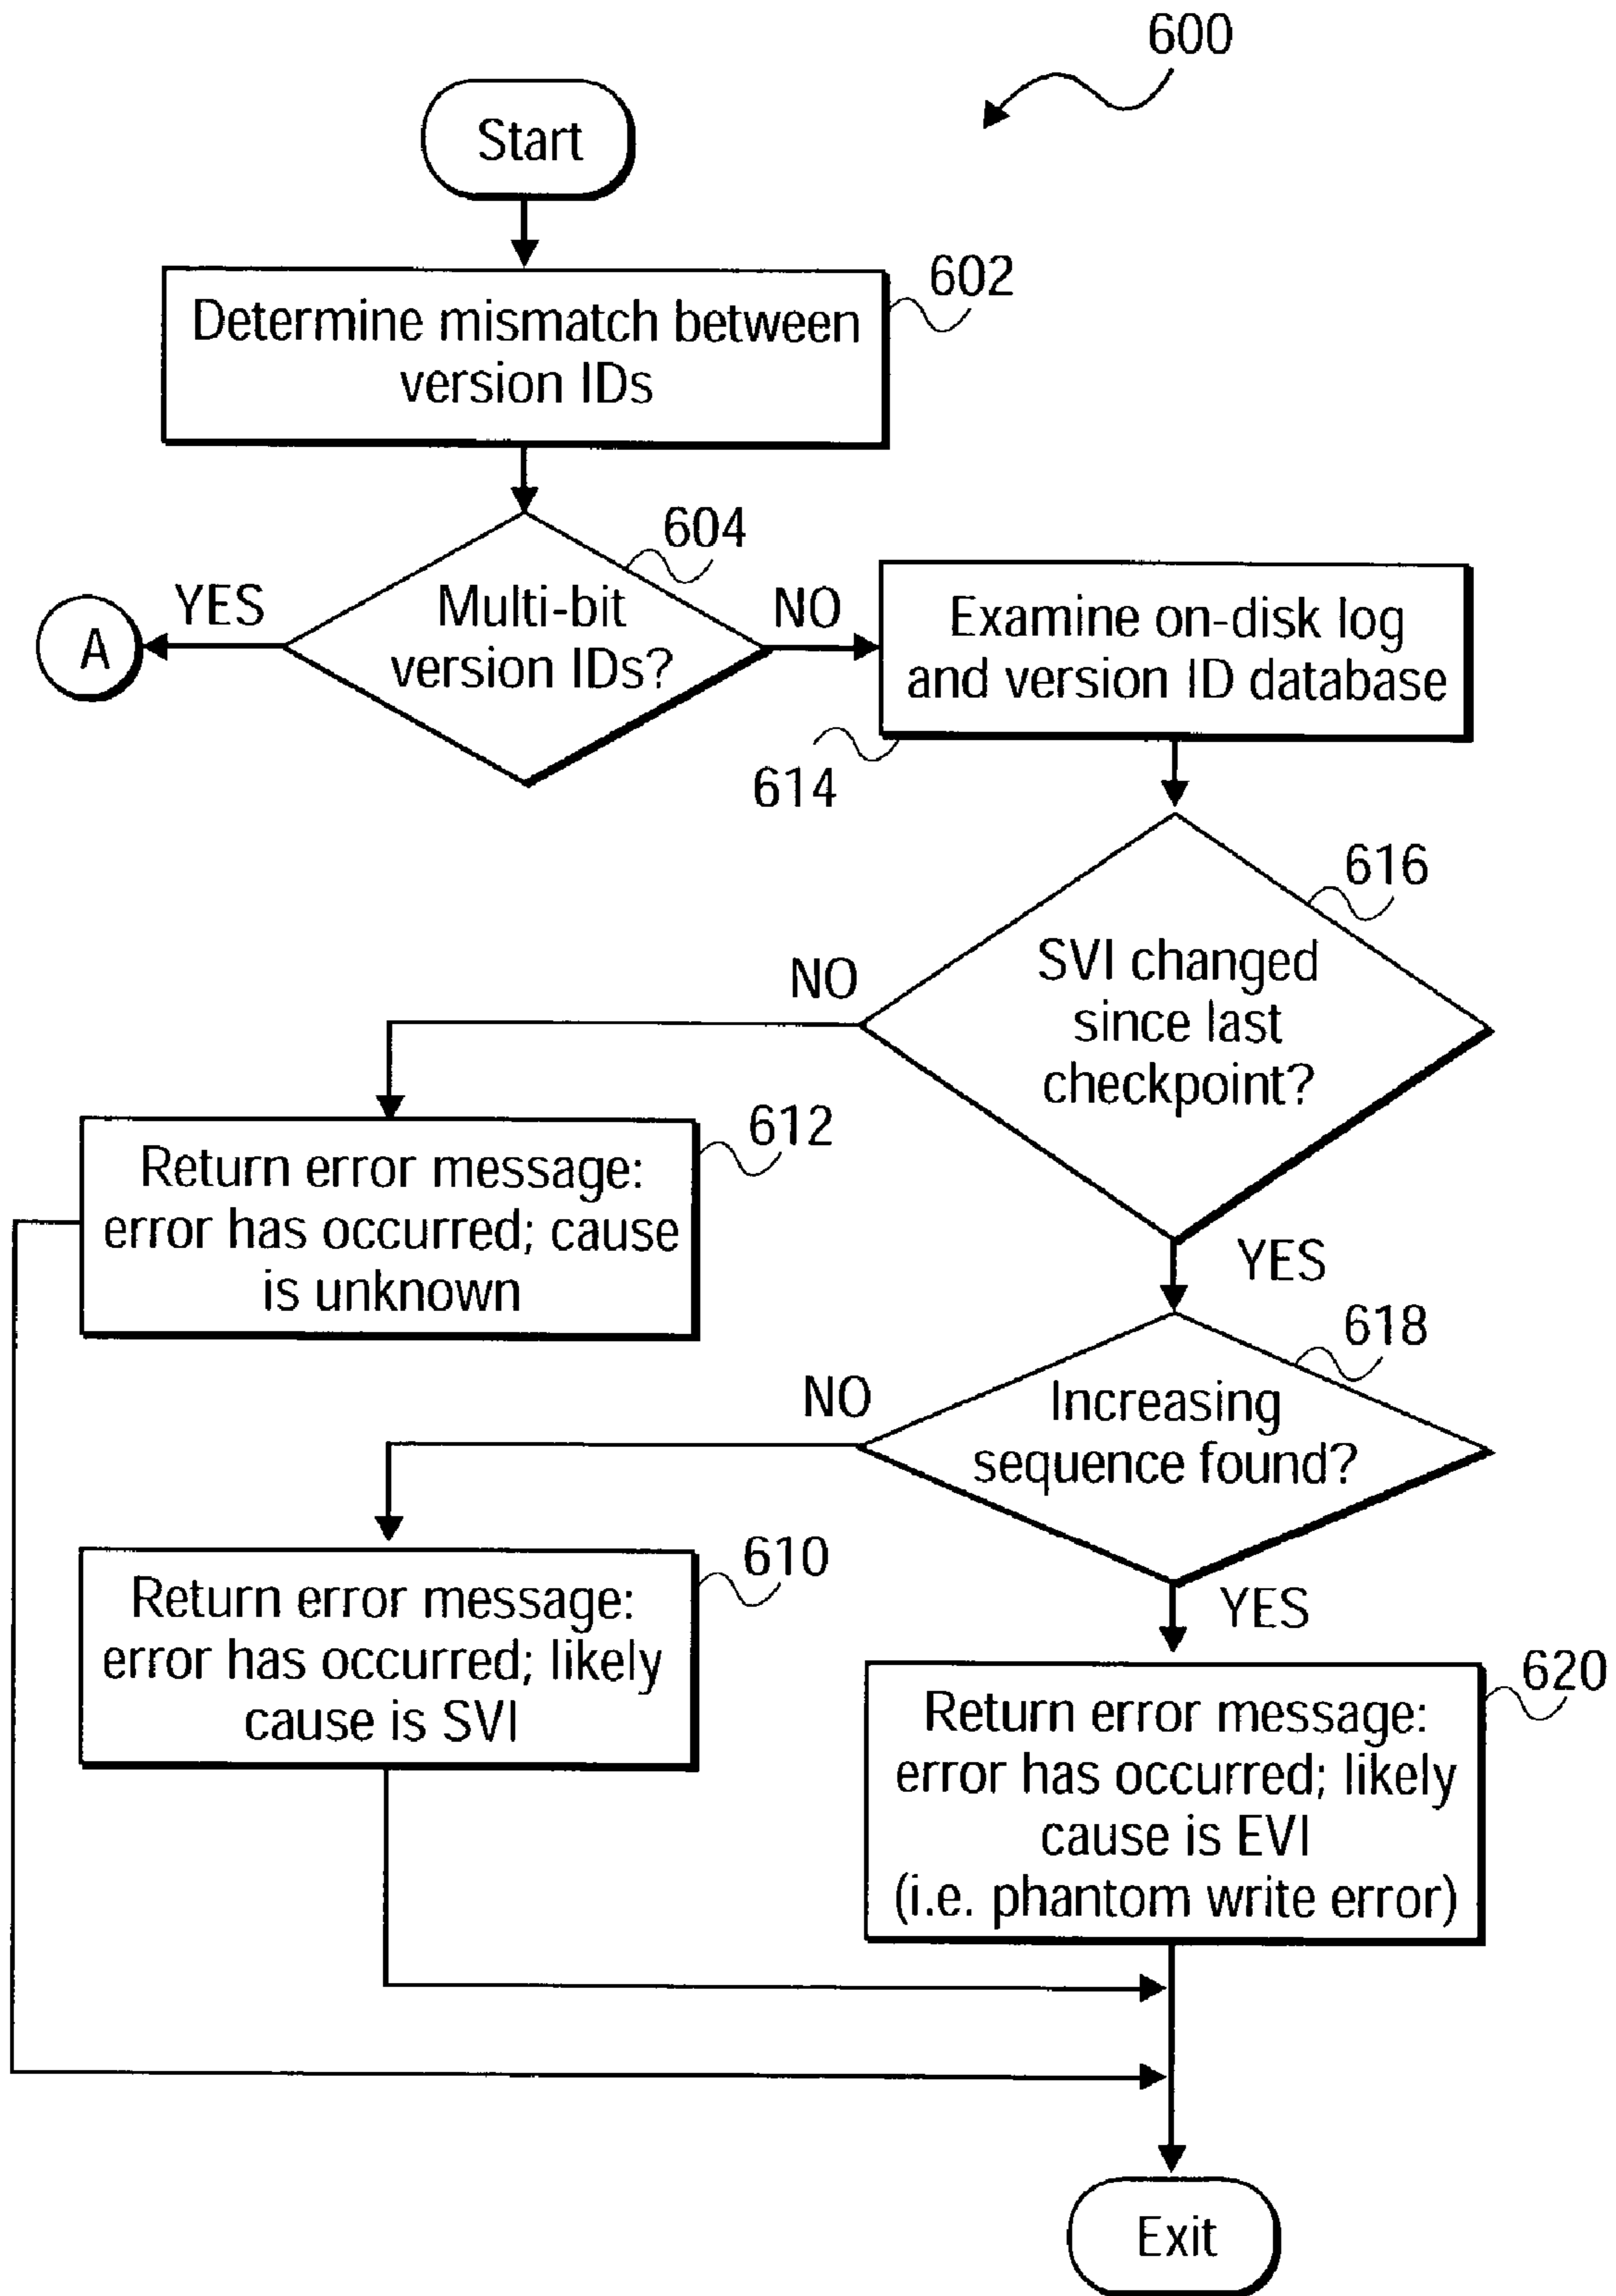 600
Start
602
Determine mismatch between
version IDs
604
Multi-bit
version IDs?
YES
A
NO
Examine on-disk log
and version ID database
614
616
SVI changed
since last
checkpoint?
NO
612
Return error message:
error has occurred; cause
is unknown
YES
618
Increasing
sequence found?
NO
610
Return error message:
error has occurred; likely
cause is SVI
YES
620
Return error message:
error has occurred; likely
cause is EVI
(i.e. phantom write error)
Exit